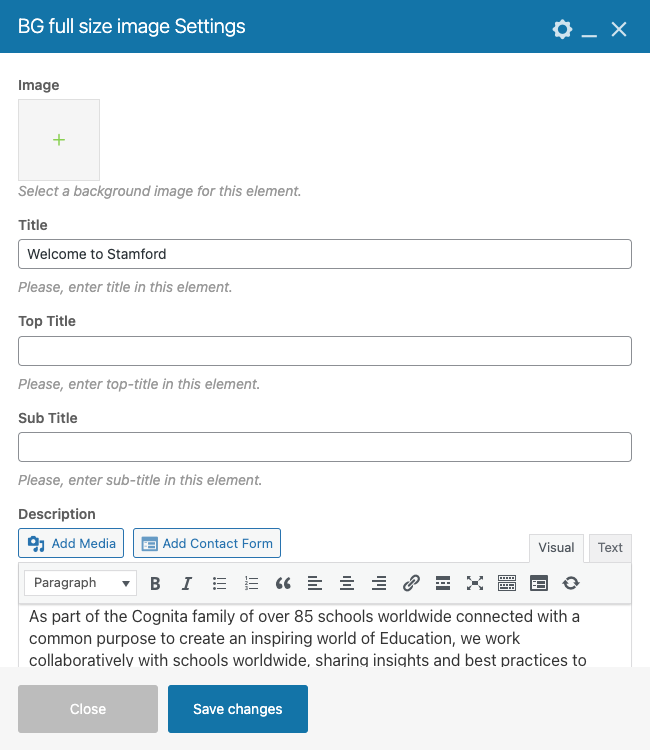 BG full size image Settings
Image
Select a background image for this element.
Title
Welcome to Stamford
Please, enter title in this element.
Top Title
Please, enter top-title in this element.
Sub Title
Please, enter sub-title in this element.
Description
Add Media
Add Contact Form
Visual
Text
Paragraph
As part of the Cognita family of over 85 schools worldwide connected with a
common purpose to create an inspiring world of Education, we work
collaboratively with schools worldwide, sharing insights and best practices to
Close
Save changes